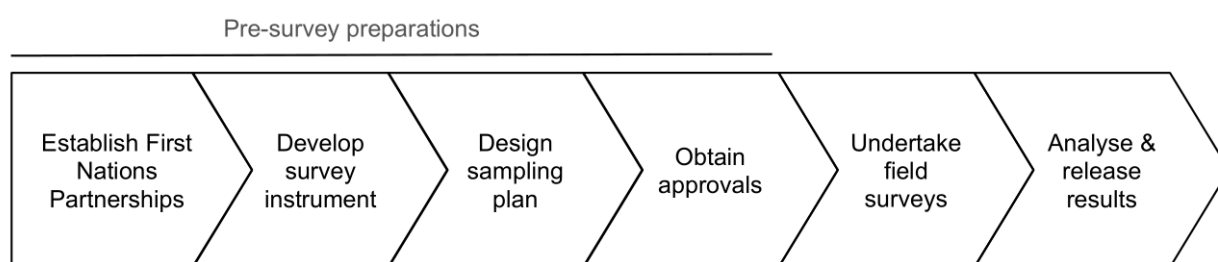 Pre-survey preparations
Establish First
Nations
Partnerships
Develop
survey
instrument
Design
sampling
plan
Obtain
approvals
Undertake
field
surveys
Analyse &
release
results